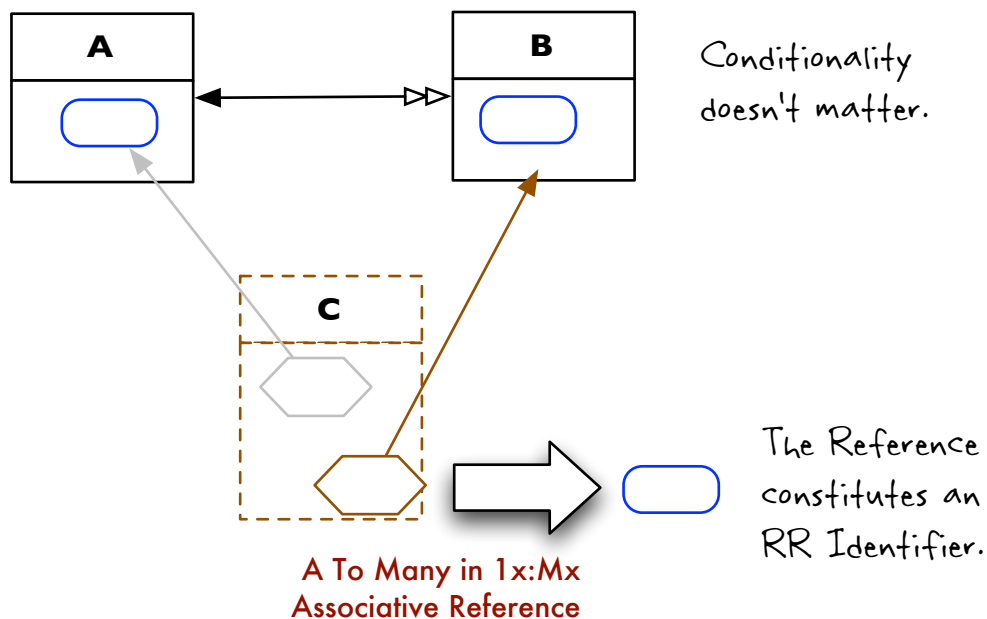 A
B
Conditionality
doesn't matter.
C
The Reference
constitutes an
RR Identifier.
A To Many in 1x:Mx
Associative Reference